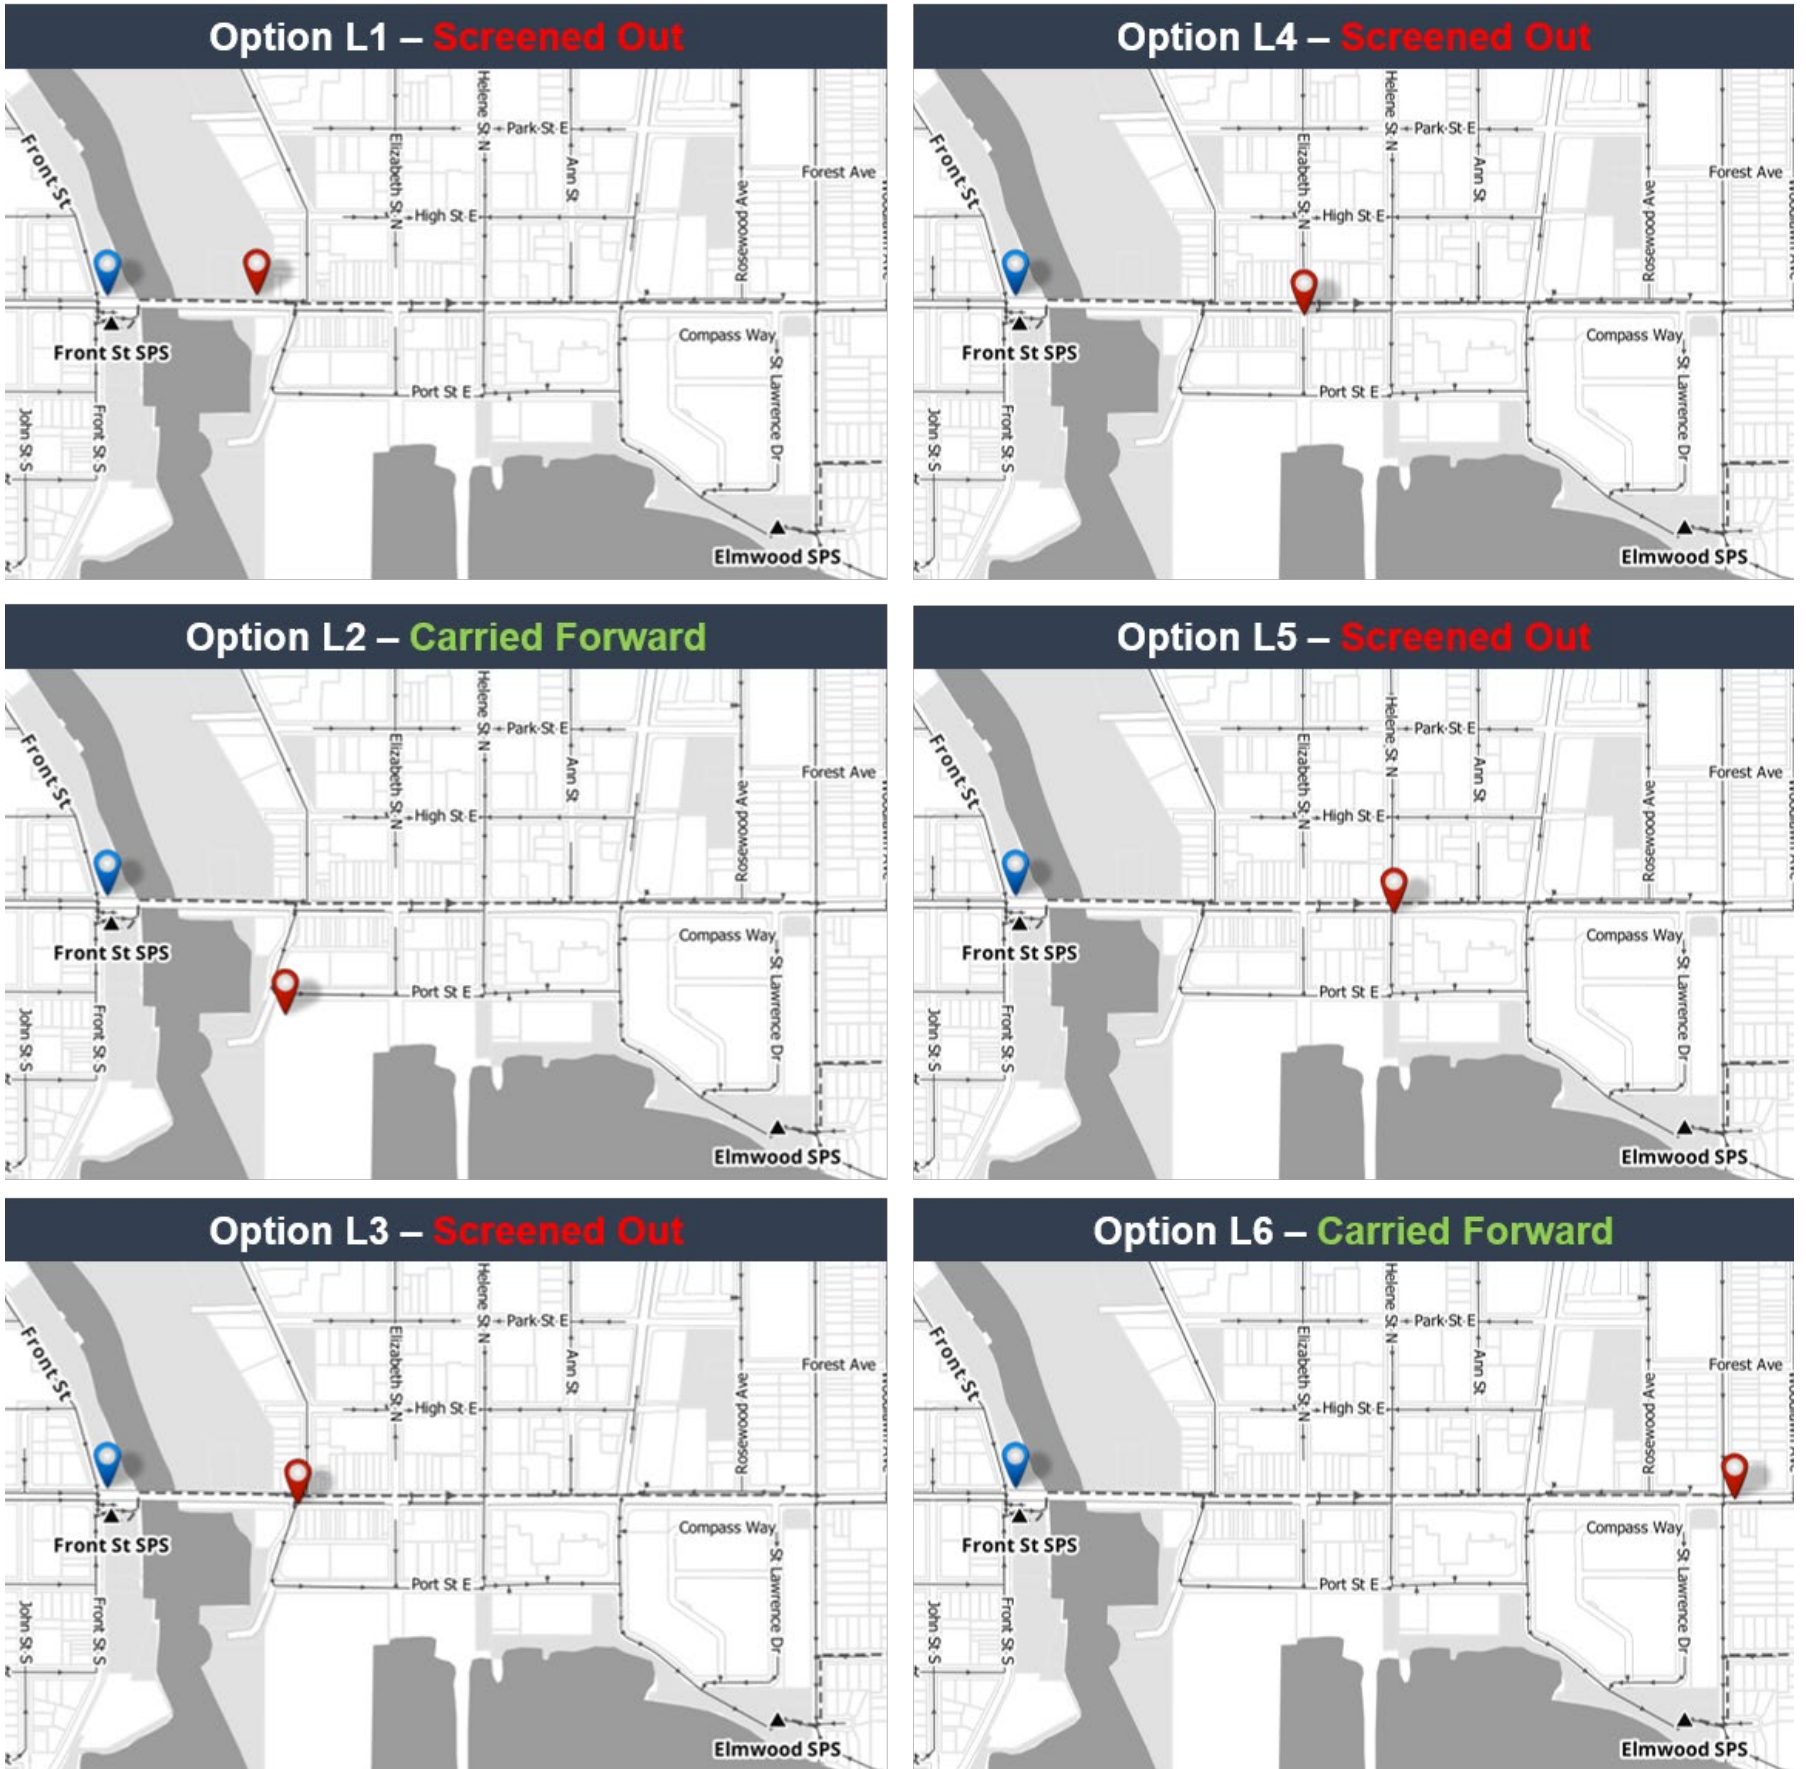 Option L1 – Screened Out
Front St
Helene St N
Park St E
Elizabeth St N
Ann St
Forest Ave
Rosewood Ave
High St E
Front St SPS
Compass Way
St Lawrence Dr
Port St E
John St S
Front St S
Elmwood SPS
Option L4 – Screened Out
Front St
Helene St N
Park St E
Elizabeth St N
Ann St
Forest Ave
Rosewood Ave
High St E
Front St SPS
Compass Way
St Lawrence Dr
Port St E
John St S
Front St S
Elmwood SPS
Option L2 – Carried Forward
Front St
Helene St N
Park St E
Elizabeth St N
Ann St
Forest Ave
Rosewood Ave
High St E
Front St SPS
Compass Way
St Lawrence Dr
Port St E
John St S
Front St S
Elmwood SPS
Option L5 – Screened Out
Front St
Helene St N
Park St E
Elizabeth St N
Ann St
Forest Ave
Rosewood Ave
High St E
Front St SPS
Compass Way
St Lawrence Dr
Port St E
John St S
Front St S
Elmwood SPS
Option L3 – Screened Out
Front St
Helene St N
Park St E
Elizabeth St N
Ann St
Forest Ave
Rosewood Ave
High St E
Front St SPS
Compass Way
St Lawrence Dr
Port St E
John St S
Front St S
Elmwood SPS
Option L6 – Carried Forward
Front St
Helene St N
Park St E
Elizabeth St N
Ann St
Forest Ave
Rosewood Ave
High St E
Front St SPS
Compass Way
St Lawrence Dr
Port St E
John St S
Front St S
Elmwood SPS